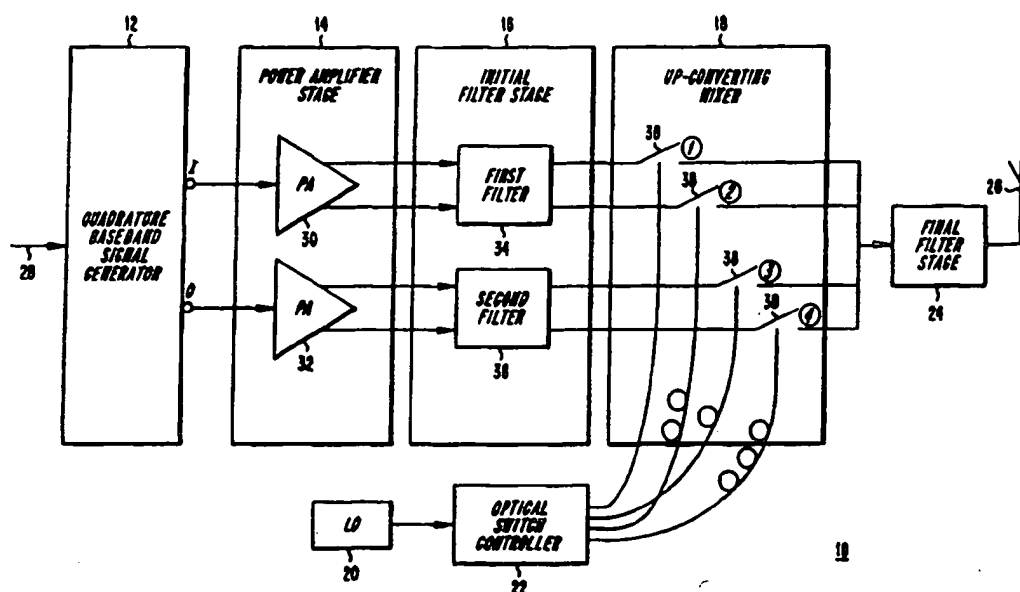 12
14
16
18
POWER AMPLIFIER
STAGE
INITIAL
FILTER STAGE
UP-CONVERTING
MIXER
QUADRATURE
BASEBAND
SIGNAL
GENERATOR
28
I
Q
PA
30
PA
32
FIRST
FILTER
34
SECOND
FILTER
36
38
1
38
2
38
3
38
4
FINAL
FILTER
STAGE
24
26
LO
20
OPTICAL
SWITCH
CONTROLLER
22
10